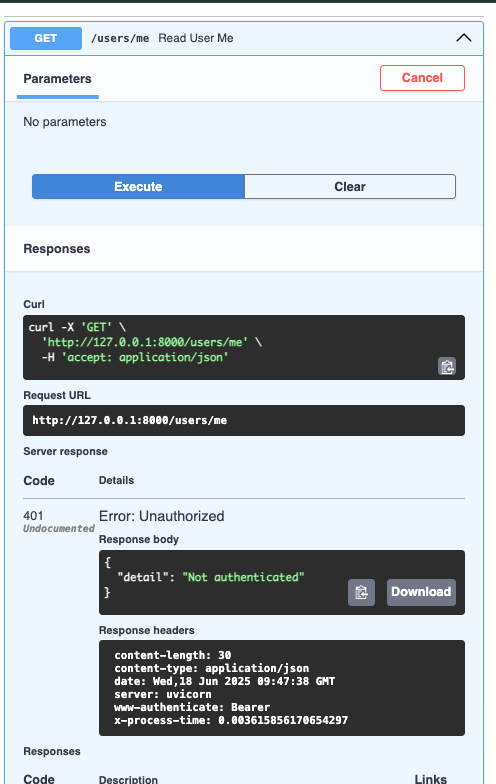 GET /users/me Read User Me
Parameters Cancel
No parameters
Execute Clear
Responses
Curl
curl -X 'GET' \
'http://127.0.0.1:8000/users/me' \
-H 'accept: application/json'
Request URL
http://127.0.0.1:8000/users/me
Server response
Code Details
401 Error: Unauthorized
Undocumented
Response body
{
"detail": "Not authenticated"
}
Download
Response headers
content-length: 30
content-type: application/json
date: Wed,18 Jun 2025 09:47:38 GMT
server: uvicorn
www-authenticate: Bearer
x-process-time: 0.003615856170654297
Responses
Code Description Links